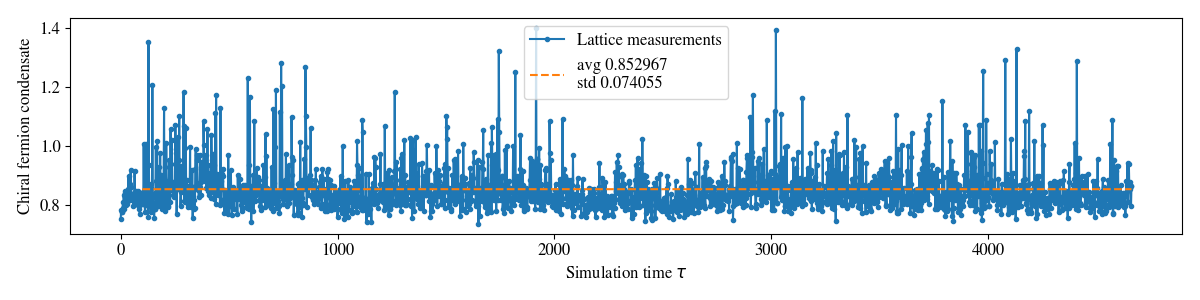 Chiral fermion condensate
1.4
1.2
1.0
0.8
Lattice measurements
avg 0.852967
std 0.074055
0
1000
2000
3000
4000
Simulation time τ